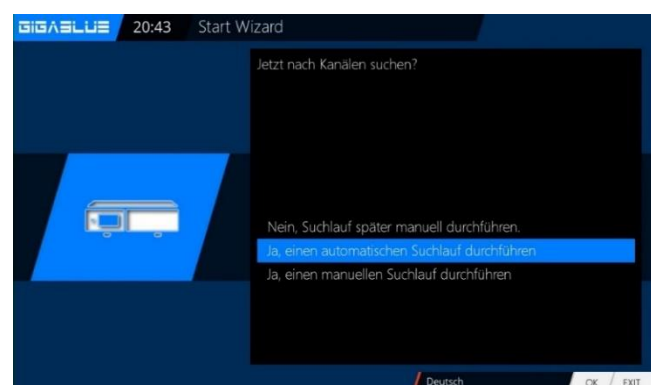 GIGABLUE 20:43 Start Wizard
Jetzt nach Kanälen suchen?
Nein, Suchlauf später manuell durchführen.
Ja, einen automatischen Suchlauf durchführen
Ja, einen manuellen Suchlauf durchführen
Deutsch OK EXIT